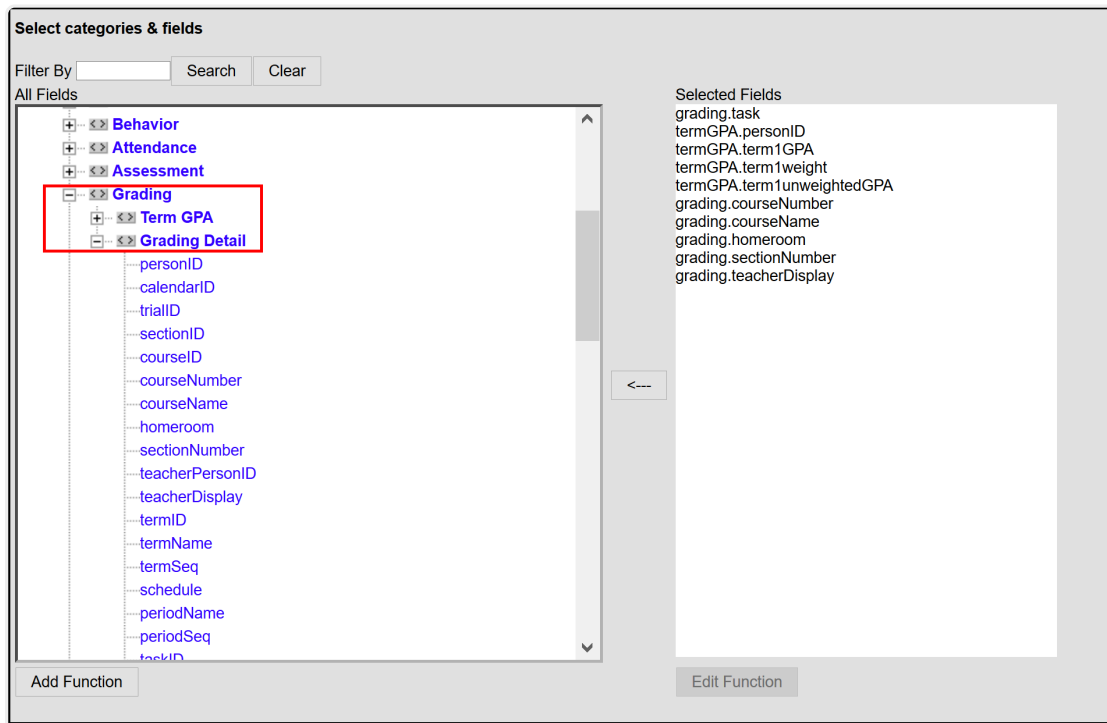 Select categories & fields
Filter By
Search
Clear
All Fields
Behavior
Attendance
Assessment
Grading
Term GPA
Grading Detail
personID
calendarID
trialID
sectionID
courseID
courseNumber
courseName
homeroom
sectionNumber
teacherPersonID
teacherDisplay
termID
termName
termSeq
schedule
periodName
periodSeq
taskID
Add Function
<---
Selected Fields
grading.task
termGPA.personID
termGPA.term1GPA
termGPA.term1weight
termGPA.term1unweightedGPA
grading.courseNumber
grading.courseName
grading.homeroom
grading.sectionNumber
grading.teacherDisplay
Edit Function